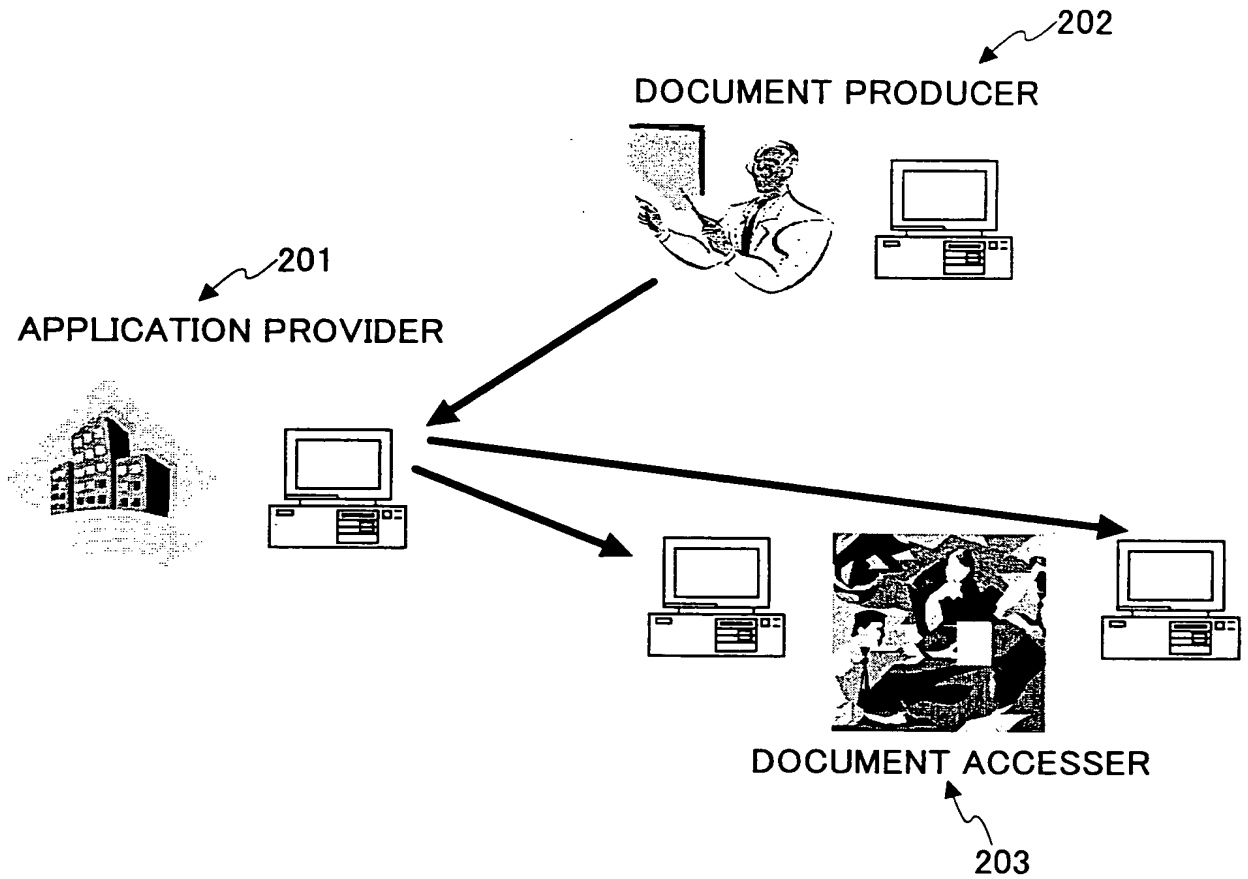 202
DOCUMENT PRODUCER
201
APPLICATION PROVIDER
DOCUMENT ACCESSER
203